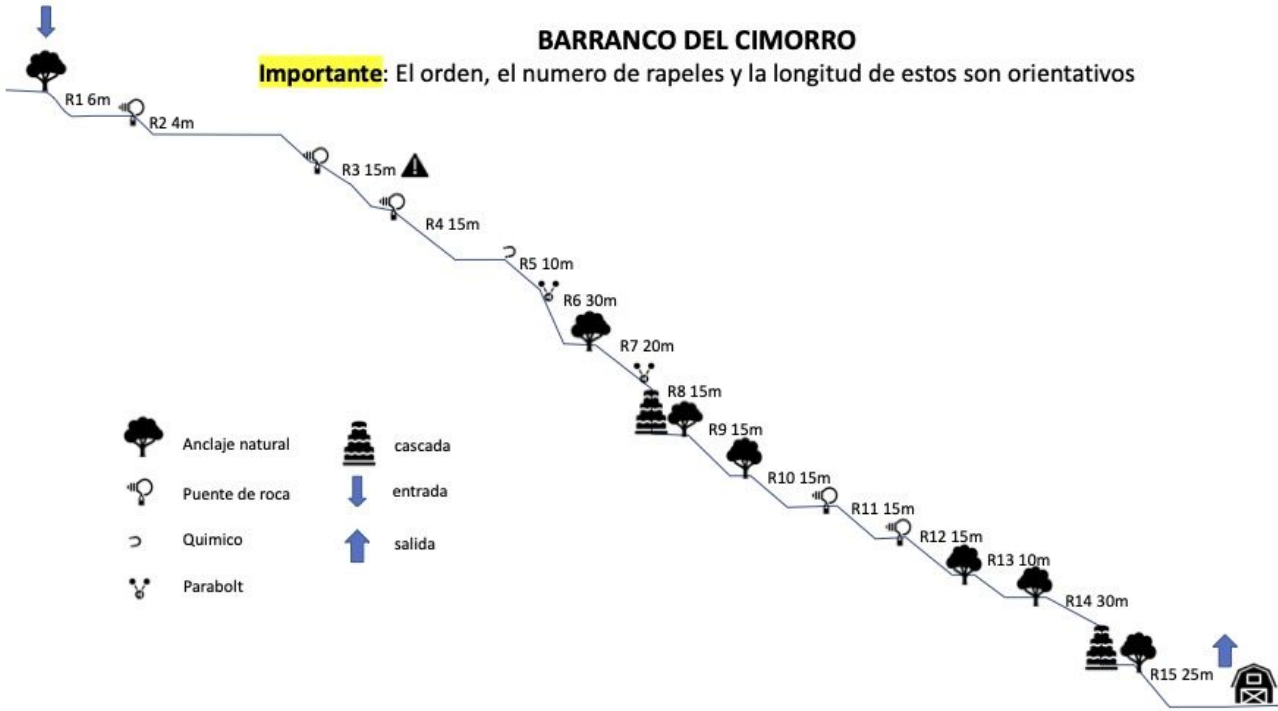 BARRANCO DEL CIMORRO
Importante: El orden, el numero de rapeles y la longitud de estos son orientativos
R1 6m
R2 4m
R3 15m
R4 15m
R5 10m
R6 30m
R7 20m
R8 15m
R9 15m
R10 15m
R11 15m
R12 15m
R13 10m
R14 30m
R15 25m
Anclaje natural
Puente de roca
Quimico
Parabolt
cascada
entrada
salida